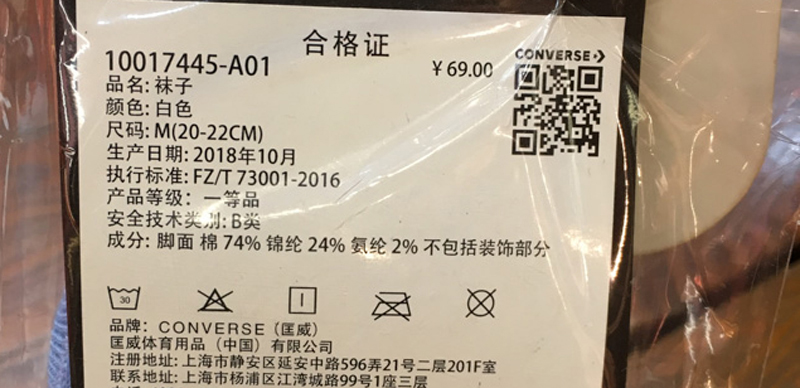 合格证
10017445-A01
¥ 69.00
CONVERSE
品名: 袜子
颜色: 白色
尺码: M(20-22CM)
生产日期: 2018年10月
执行标准: FZ/T 73001-2016
产品等级: 一等品
安全技术类别: B类
成分: 脚面 棉 74% 锦纶 24% 氨纶 2% 不包括装饰部分
30
品牌: CONVERSE (匡威)
匡威体育用品 (中国) 有限公司
注册地址: 上海市静安区延安中路596弄21号二层201F室
联系地址: 上海市杨浦区江湾城路99号1座三层